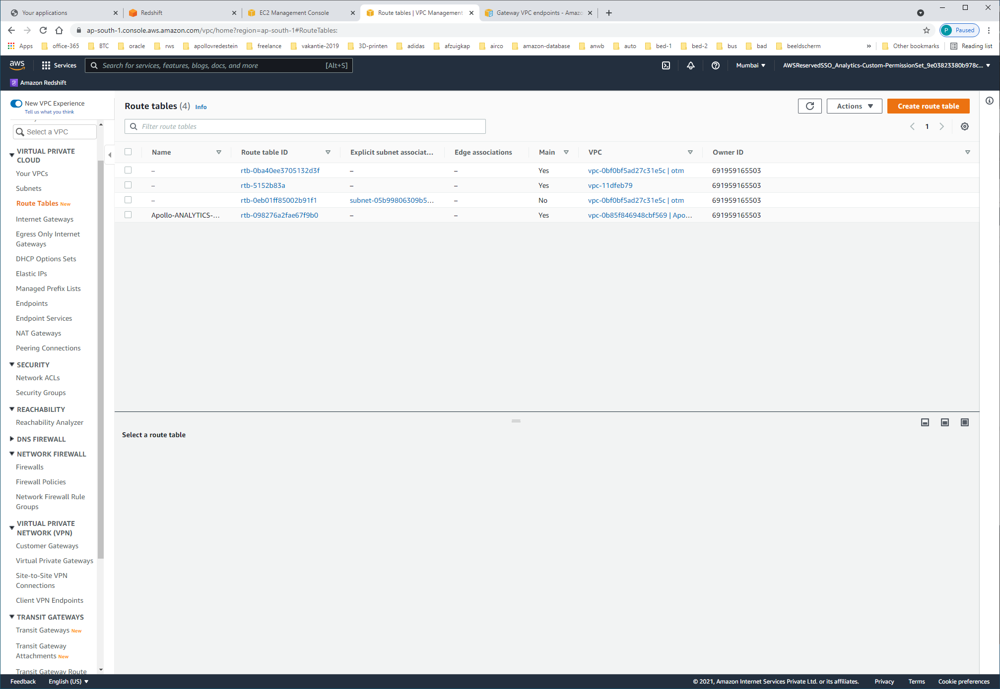 Your applications
Redshift
EC2 Management Console
Route tables | VPC Management
Gateway VPC endpoints - Amazo
ap-south-1.console.aws.amazon.com/vpc/home?region=ap-south-1#RouteTables:
P Paused
Apps office-365 BTC oracle rws apollovredestein freelance vakantie-2019 3D-printen adidas afzuigkap airco amazon-database anwb auto bed-1 bed-2 bus bad beeldscherm » Other bookmarks Reading list
aws Services Search for services, features, blogs, docs, and more [Alt+S] Mumbai AWSReservedSSO_Analytics-Custom-PermissionSet_9e03823380b978c...
Amazon Redshift
New VPC Experience
Tell us what you think
Select a VPC
VIRTUAL PRIVATE
CLOUD
Your VPCs
Subnets
Route Tables New
Internet Gateways
Egress Only Internet
Gateways
DHCP Options Sets
Elastic IPs
Managed Prefix Lists
Endpoints
Endpoint Services
NAT Gateways
Peering Connections
SECURITY
Network ACLs
Security Groups
REACHABILITY
Reachability Analyzer
DNS FIREWALL
NETWORK FIREWALL
Firewalls
Firewall Policies
Network Firewall Rule
Groups
VIRTUAL PRIVATE
NETWORK (VPN)
Customer Gateways
Virtual Private Gateways
Site-to-Site VPN
Connections
Client VPN Endpoints
TRANSIT GATEWAYS
Transit Gateways New
Transit Gateway
Attachments New
Transit Gateway Route
Route tables (4) Info
Actions
Create route table
Filter route tables
1
Name Route table ID Explicit subnet associat... Edge associations Main VPC Owner ID
– rtb-0ba40ee3705132d3f – – Yes vpc-0bf0bf5ad27c31e5c | otm 691959165503
– rtb-5152b83a – – Yes vpc-11dfeb79 691959165503
– rtb-0eb01ff85002b91f1 subnet-05b99806309b5... – No vpc-0bf0bf5ad27c31e5c | otm 691959165503
Apollo-ANALYTICS-... rtb-098276a2fae67f9b0 – – Yes vpc-0b85f846948cbf569 | Apo... 691959165503
Select a route table
Feedback English (US) © 2021, Amazon Internet Services Private Ltd. or its affiliates. Privacy Terms Cookie preferences